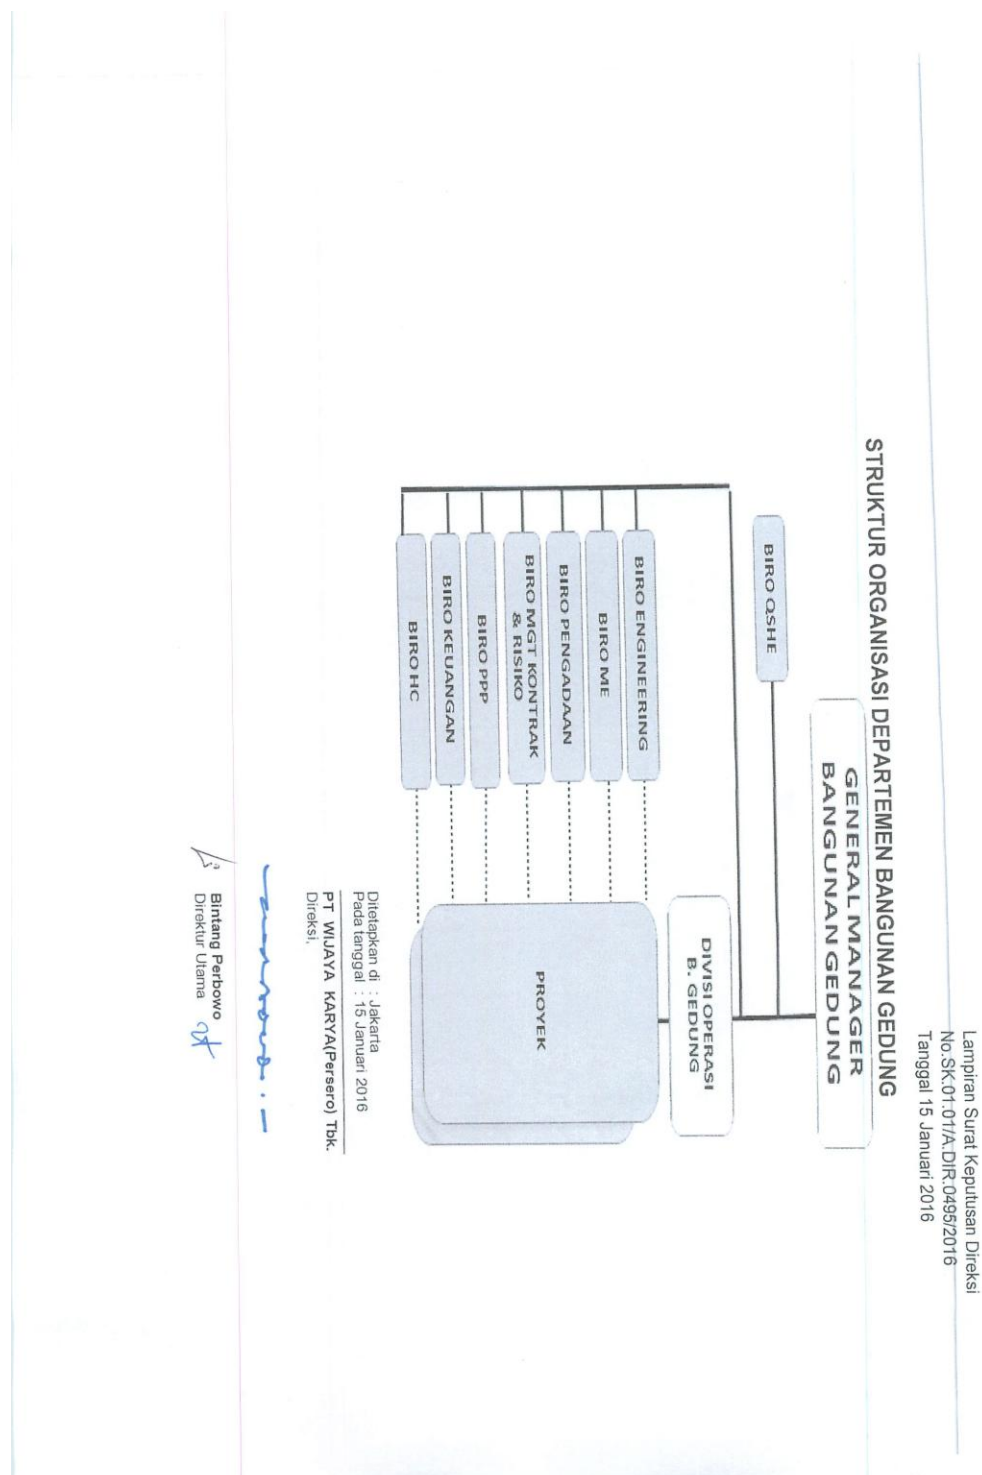 Lampiran Surat Keputusan Direksi
No.SK.01.01/A.DIR.0495/2016
Tanggal 15 Januari 2016
STRUKTUR ORGANISASI DEPARTEMEN BANGUNAN GEDUNG
GENERAL MANAGER
BANGUNAN GEDUNG
BIRO QSHE
DIVISI OPERASI
B. GEDUNG
BIRO ENGINEERING
BIRO ME
BIRO PENGADAAN
BIRO MGT KONTRAK
& RISIKO
BIRO PPP
BIRO KEUANGAN
BIRO HC
PROYEK
Ditetapkan di : Jakarta
Pada tanggal : 15 Januari 2016
PT WIJAYA KARYA(Persero) Tbk.
Direksi,
Bintang Perbowo
Direktur Utama